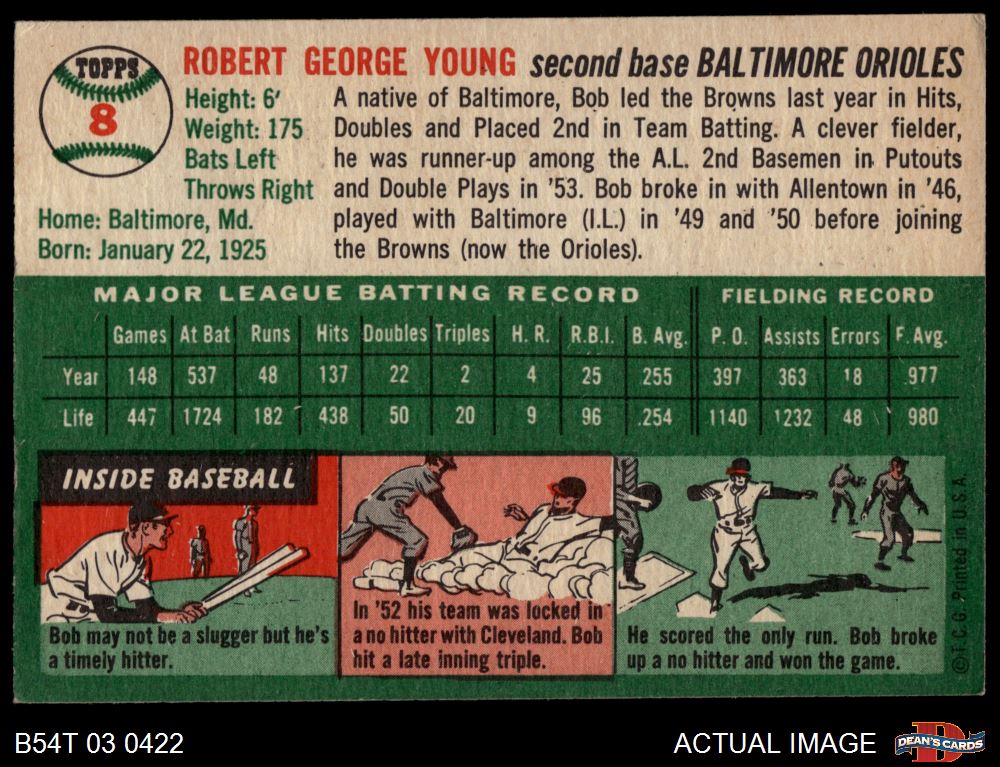 TOPPS
8
ROBERT GEORGE YOUNG second base BALTIMORE ORIOLES
Height: 6'
Weight: 175
Bats Left
Throws Right
Home: Baltimore, Md.
Born: January 22, 1925
A native of Baltimore, Bob led the Browns last year in Hits,
Doubles and Placed 2nd in Team Batting. A clever fielder,
he was runner-up among the A.L. 2nd Basemen in Putouts
and Double Plays in '53. Bob broke in with Allentown in '46,
played with Baltimore (I.L.) in '49 and '50 before joining
the Browns (now the Orioles).
MAJOR LEAGUE BATTING RECORD FIELDING RECORD
Games At Bat Runs Hits Doubles Triples H. R. R.B.I. B. Avg. P. O. Assists Errors F. Avg.
Year 148 537 48 137 22 2 4 25 .255 397 363 18 .977
Life 447 1724 182 438 50 20 9 96 .254 1140 1232 48 .980
INSIDE BASEBALL
Bob may not be a slugger but he's
a timely hitter.
In '52 his team was locked in
a no hitter with Cleveland. Bob
hit a late inning triple.
He scored the only run. Bob broke
up a no hitter and won the game.
© T.C.G. Printed in U.S.A.
B54T 03 0422
ACTUAL IMAGE
D
DEAN'S CARDS